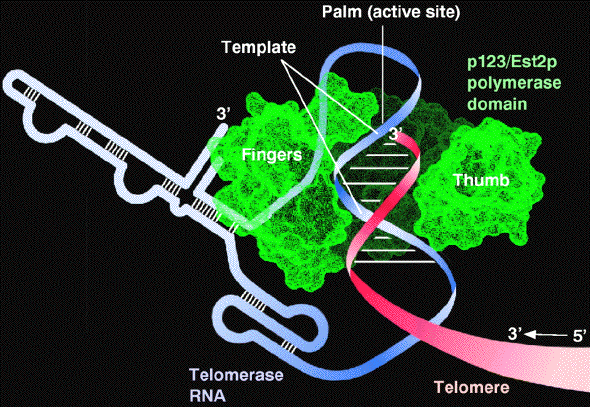 Palm (active site)
Template
p123/Est2p
polymerase
domain
3’
3’
Fingers
Thumb
3’ 5’
Telomerase
RNA
Telomere